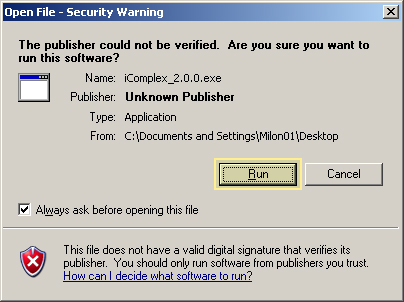 Open File - Security Warning
The publisher could not be verified.  Are you sure you want to
run this software?
Name: iComplex_2.0.0.exe
Publisher: Unknown Publisher
Type: Application
From: C:\Documents and Settings\Milon01\Desktop
Run Cancel
Always ask before opening this file
This file does not have a valid digital signature that verifies its
publisher.  You should only run software from publishers you trust.
How can I decide what software to run?